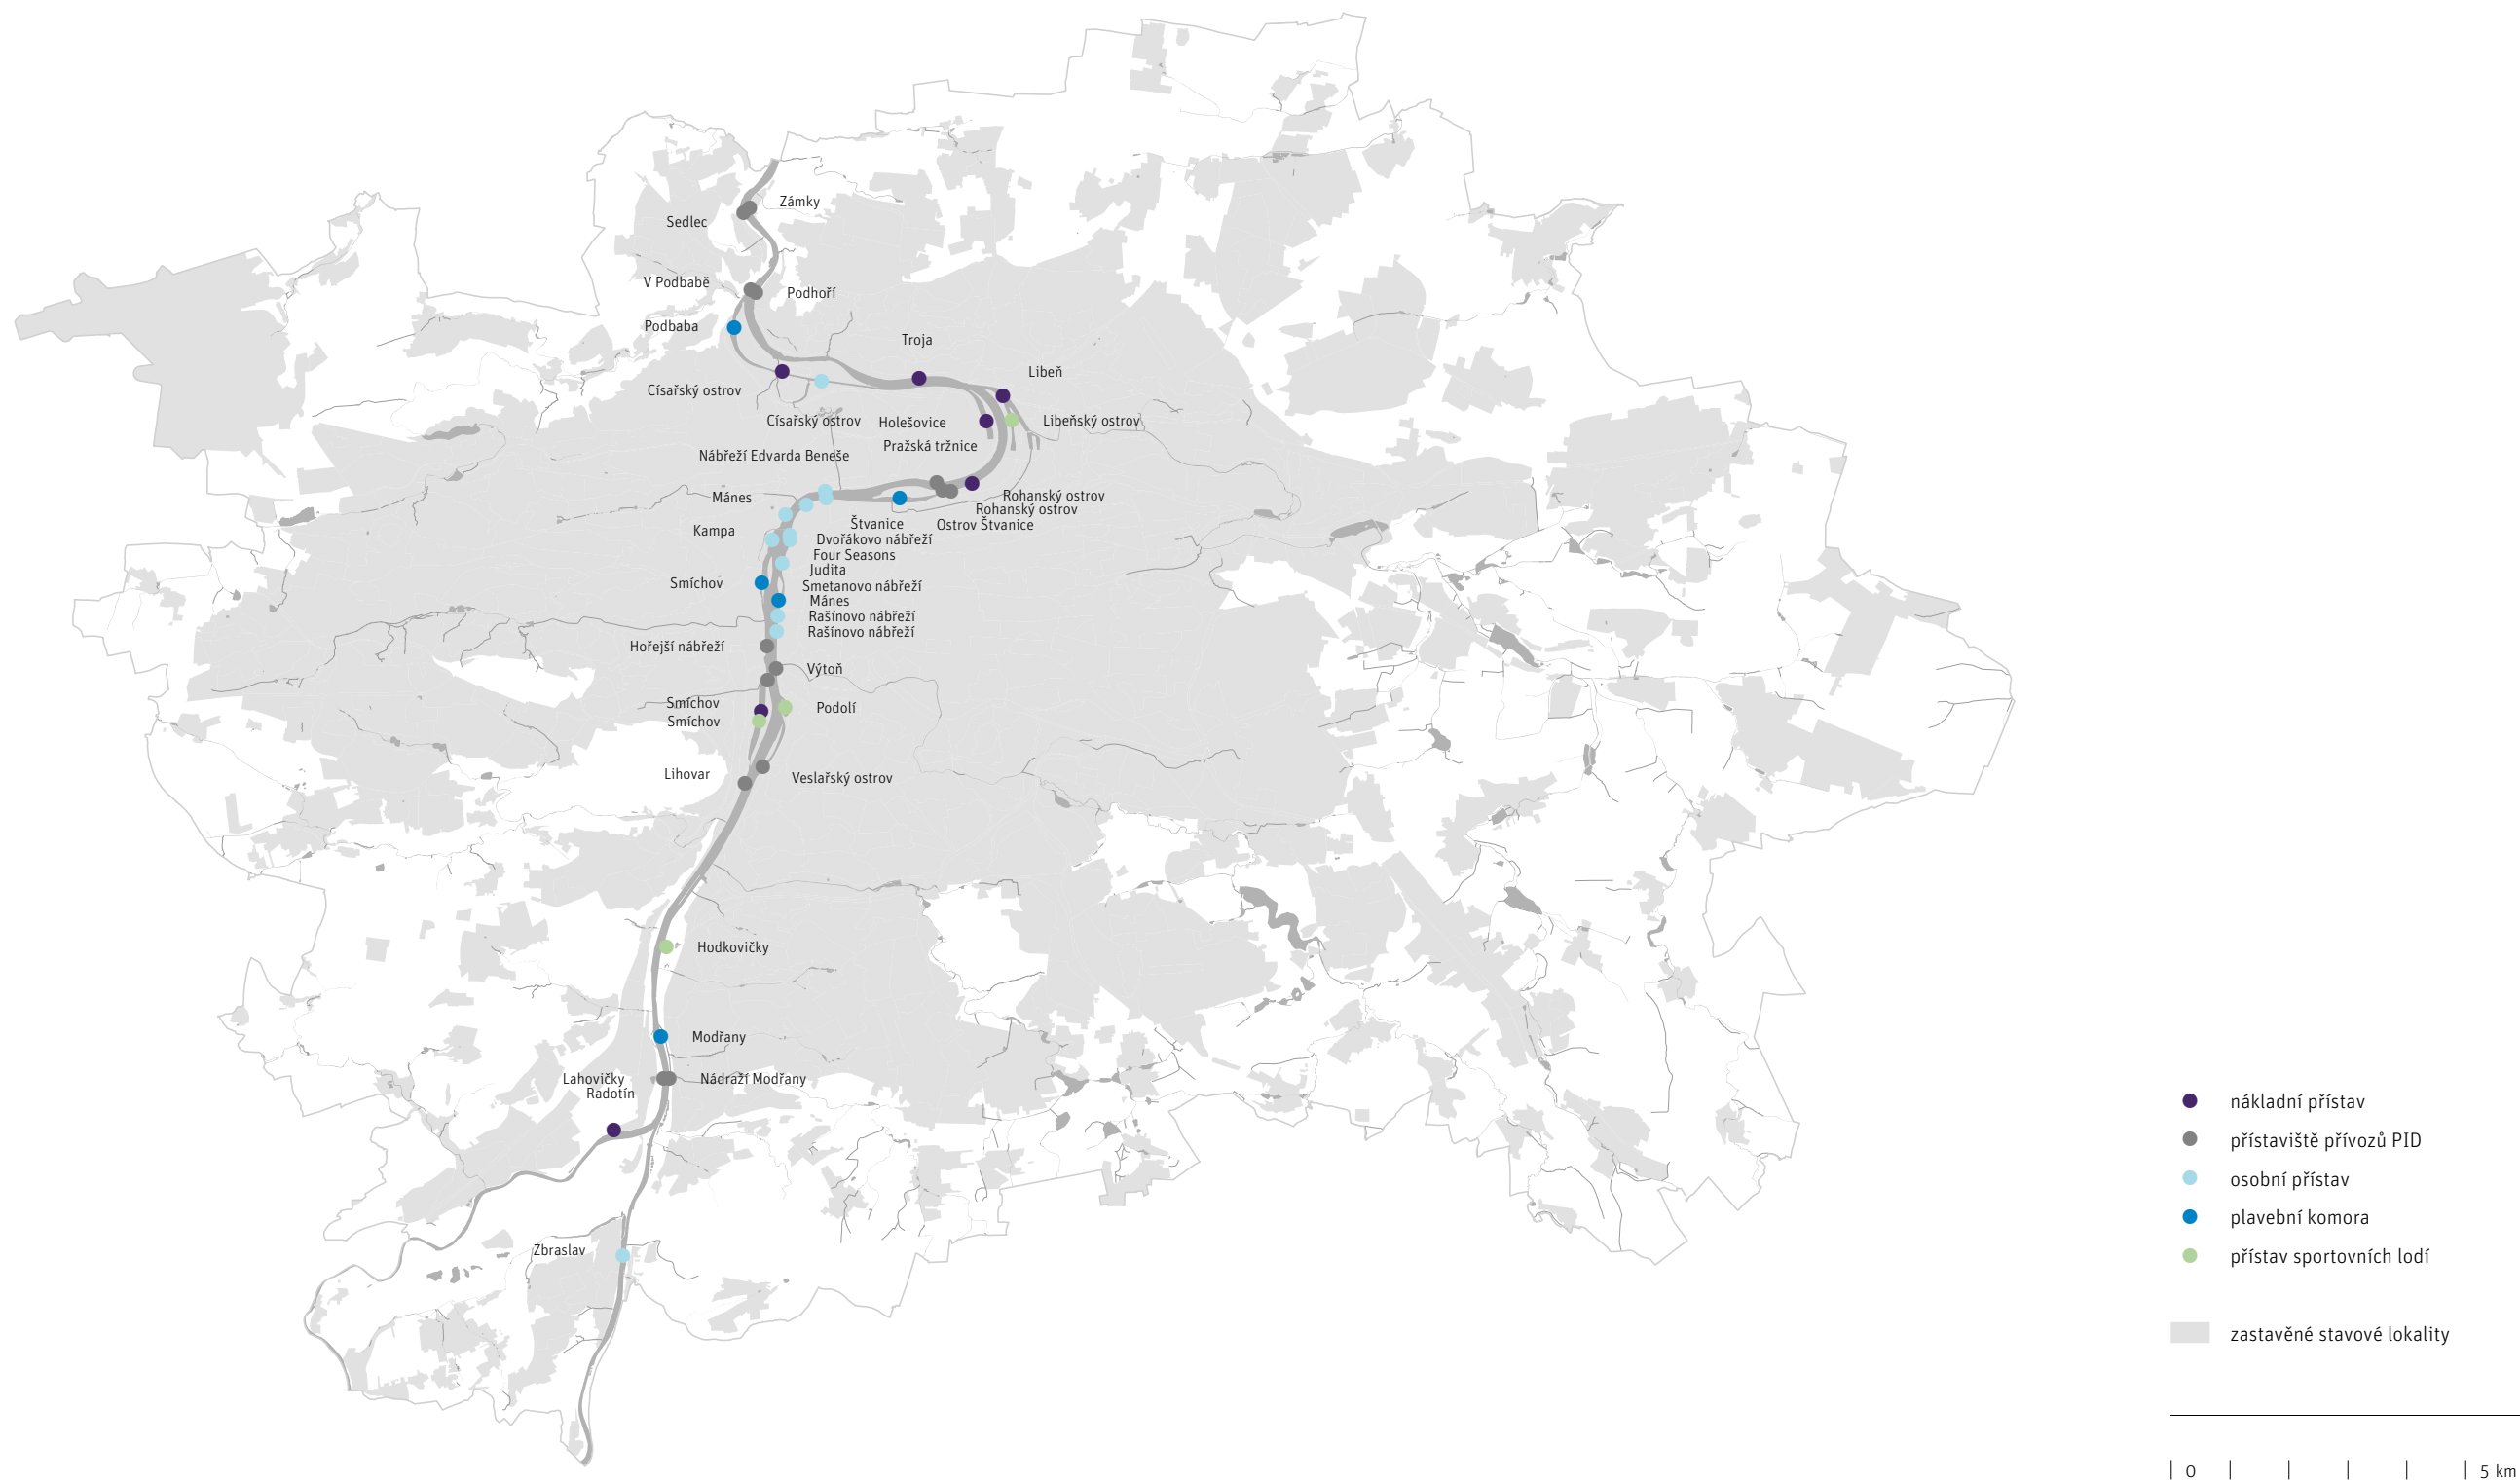 Zámky
Sedlec
V Podbabě
Podhoří
Podbaba
Troja
Libeň
Císařský ostrov
Císařský ostrov
Holešovice
Libeňský ostrov
Pražská tržnice
Nábřeží Edvarda Beneše
Mánes
Rohanský ostrov
Rohanský ostrov
Štvanice
Ostrov Štvanice
Kampa
Dvořákovo nábřeží
Four Seasons
Judita
Smíchov
Smetanovo nábřeží
Mánes
Rašínovo nábřeží
Rašínovo nábřeží
Hořejší nábřeží
Výtoň
Smíchov
Podolí
Smíchov
Lihovar
Veslařský ostrov
Hodkovičky
Modřany
Lahovičky
Nádraží Modřany
Radotín
Zbraslav
nákladní přístav
přístaviště přívozů PID
osobní přístav
plavební komora
přístav sportovních lodí
zastavěné stavové lokality
0 5 km